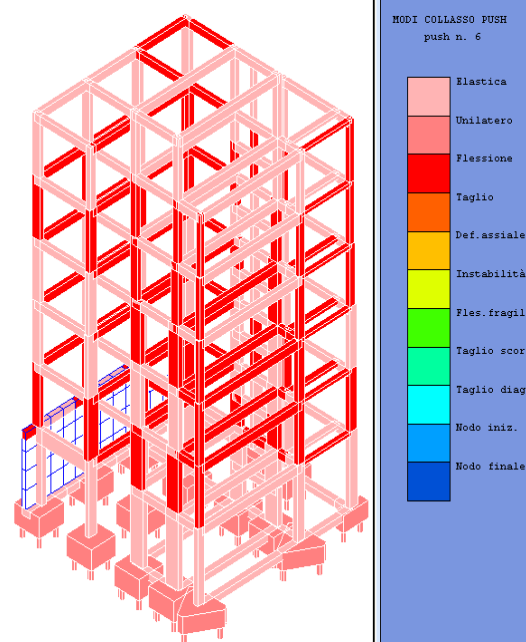 MODI COLLASSO PUSH
push n. 6
Elastica
Unilatero
Flessione
Taglio
Def.assiale
Instabilità
Fles.fragil
Taglio scor
Taglio diag
Nodo iniz.
Nodo finale